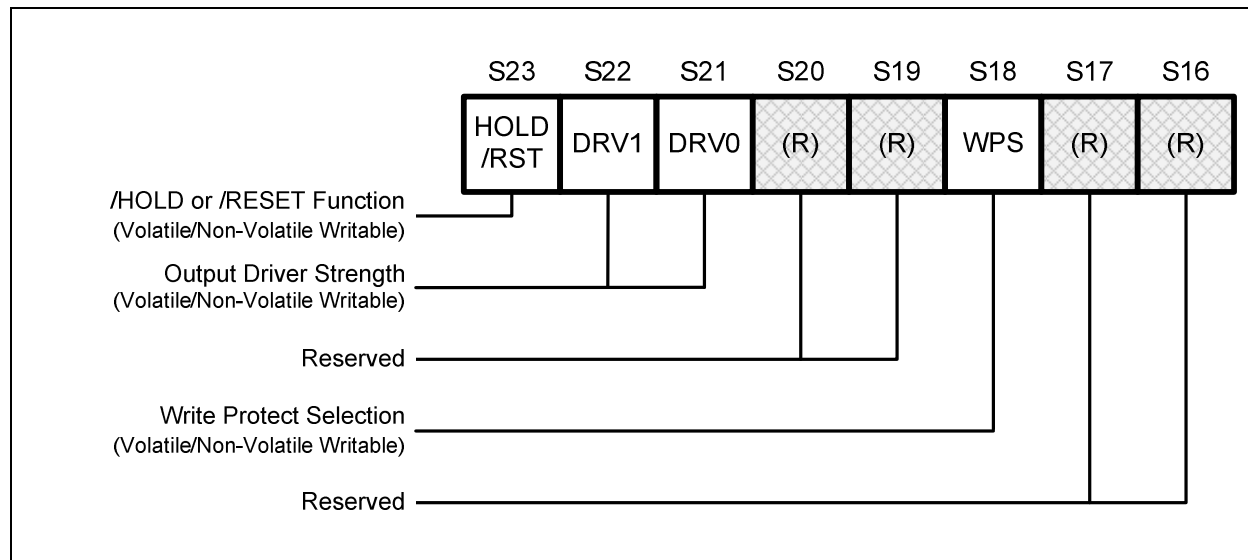 S23 S22 S21 S20 S19 S18 S17 S16
HOLD
/RST
DRV1 DRV0 (R) (R) WPS (R) (R)
/HOLD or /RESET Function
(Volatile/Non-Volatile Writable)
Output Driver Strength
(Volatile/Non-Volatile Writable)
Reserved
Write Protect Selection
(Volatile/Non-Volatile Writable)
Reserved